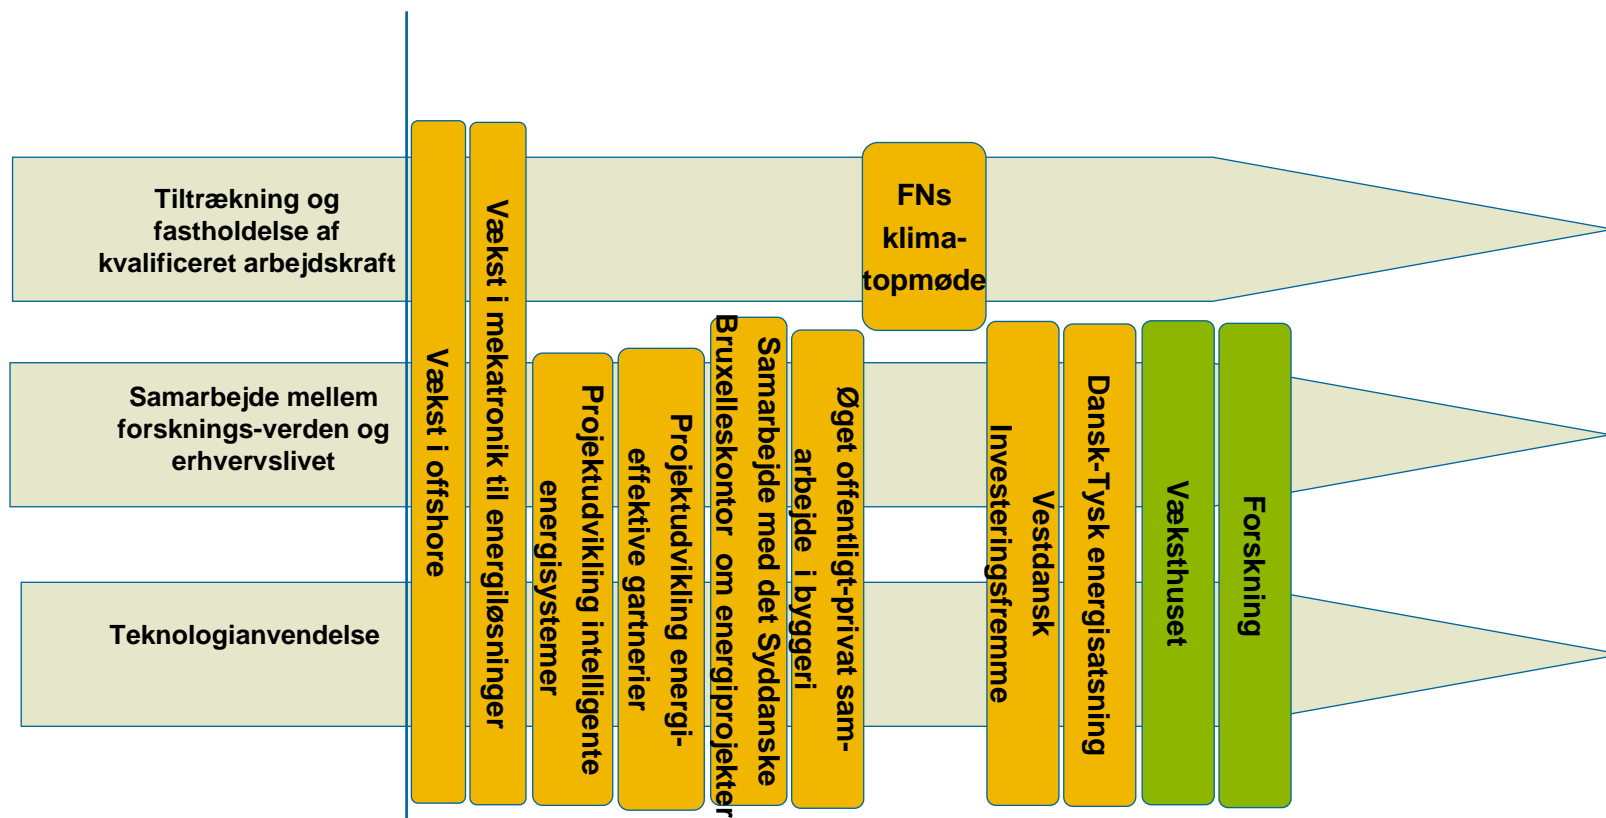 Tiltrækning og
fastholdelse af
kvalificeret arbejdskraft
Samarbejde mellem
forsknings-verden og
erhvervslivet
Teknologianvendelse
Vækst i offshore
Vækst i mekatronik til energiløsninger
Projektudvikling intelligente
energisystemer
Projektudvikling energi-
effektive gartnerier
Samarbejde med det Syddanske
Bruxelleskontor om energiprojekter
Øget offentligt-privat sam-
arbejde i byggeri
FNs
klima-
topmøde
Vestdansk
Investeringsfremme
Dansk-Tysk energisatsning
Væksthuset
Forskning